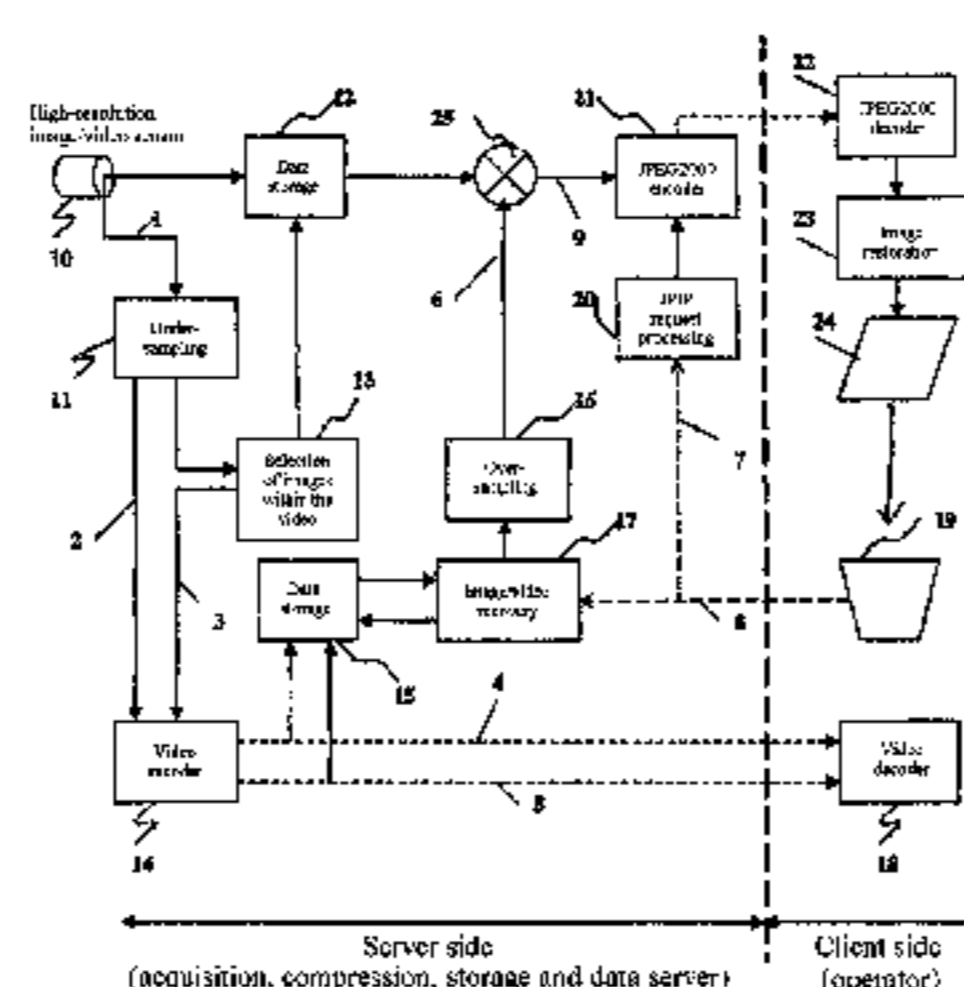 High-resolution
image/video stream
10
1
12
Data
storage
25
9
21
JPEG2000
encoder
22
JPEG2000
decoder
23
Image
restoration
24
11
Under-
sampling
13
Selection
of images
within the
video
6
20
JPIP
request
processing
7
16
Over-
sampling
17
Image/video
recovery
19
2
3
Data
storage
15
8
4
5
14
Video
encoder
18
Video
decoder
Server side
(acquisition, compression, storage and data server)
Client side
(operator)